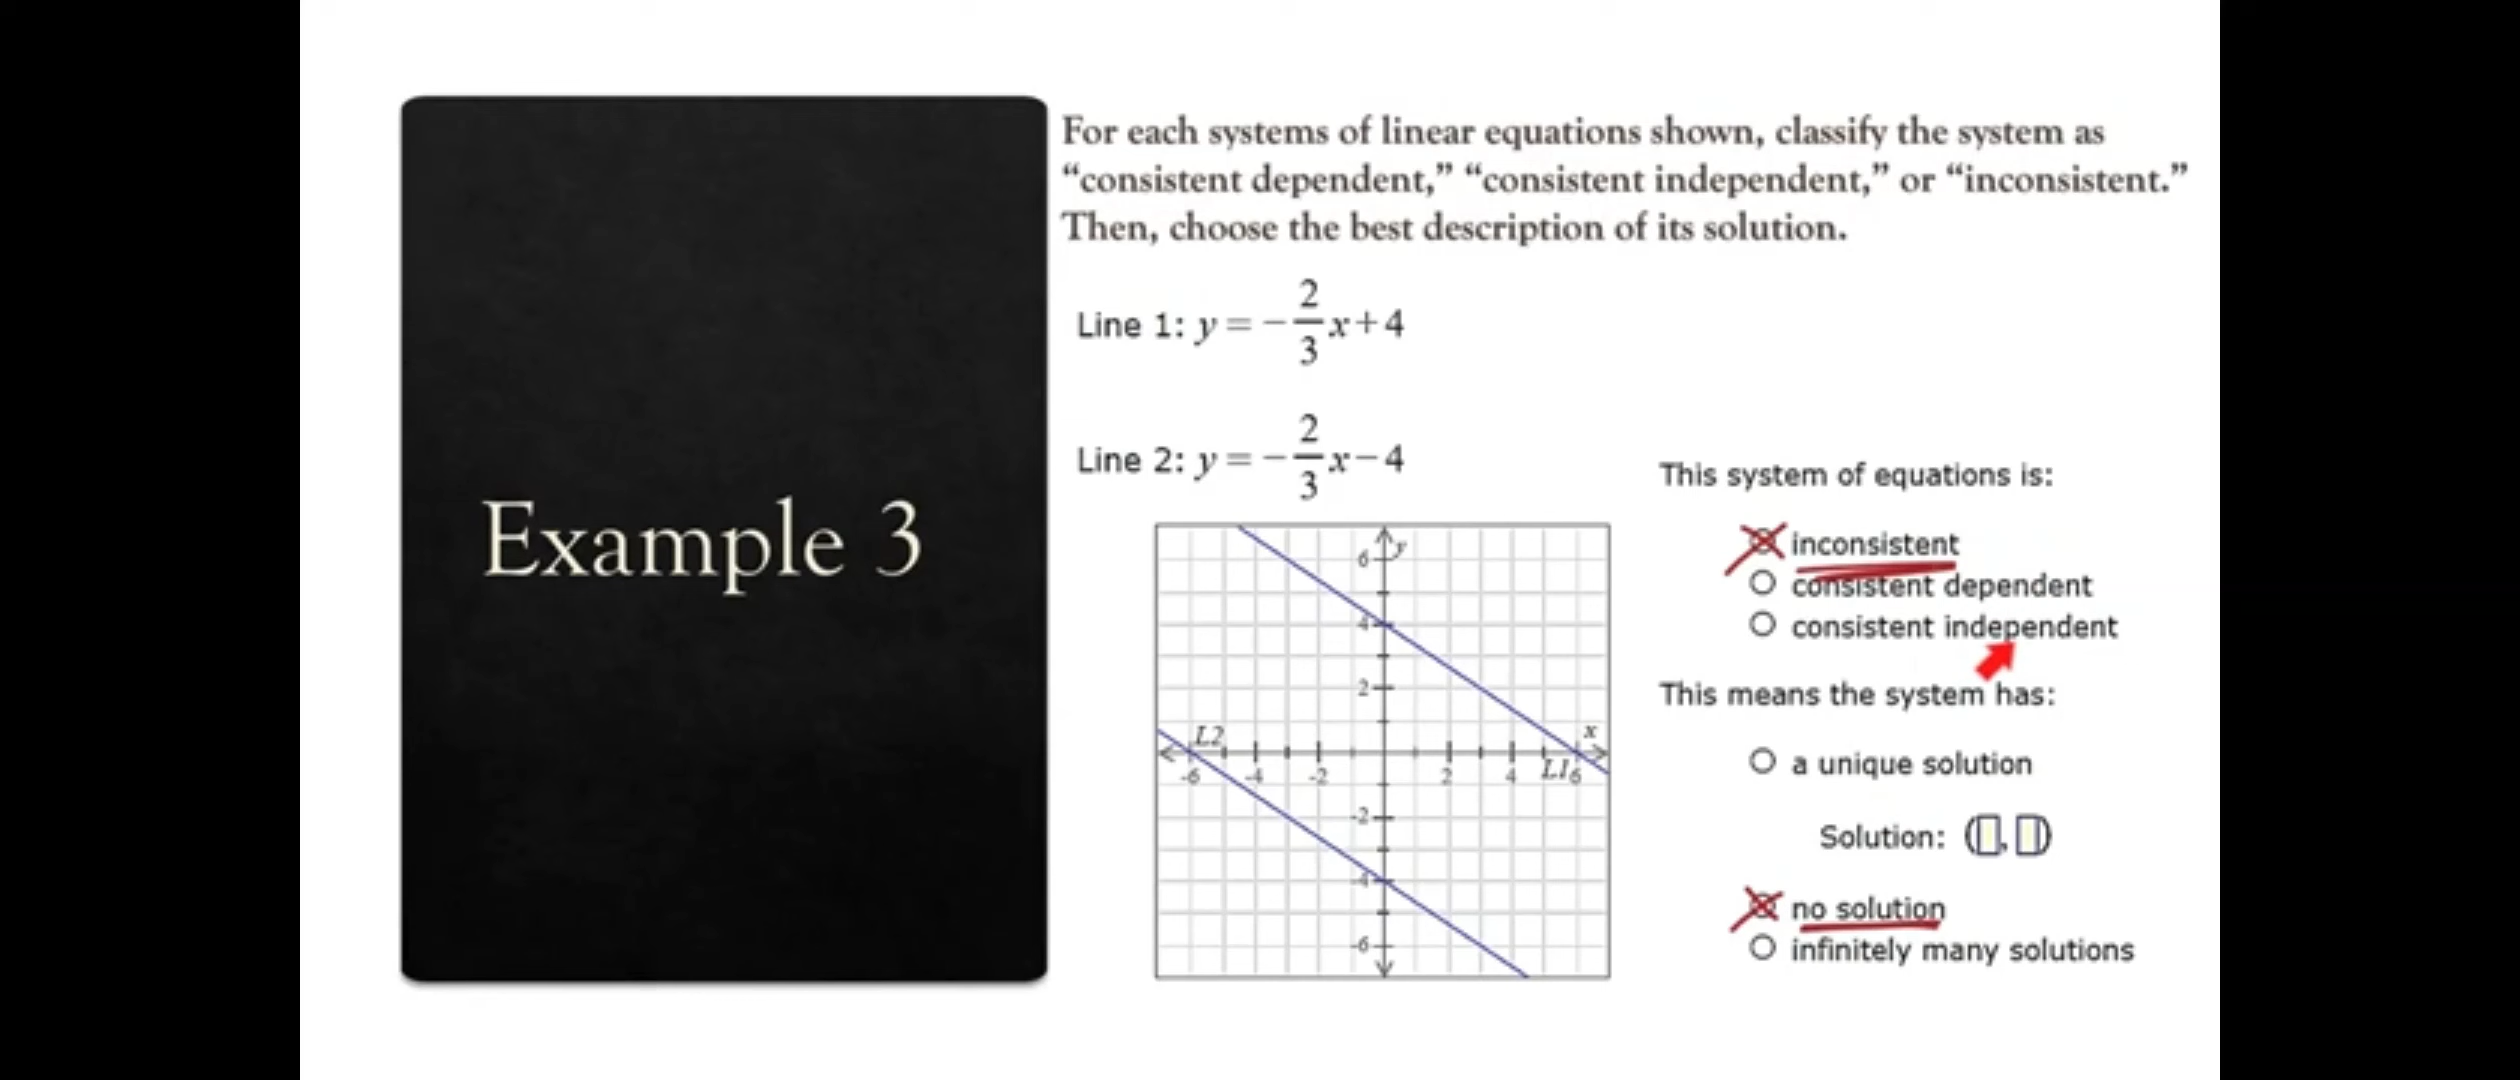 Example 3
For each systems of linear equations shown, classify the system as
“consistent dependent,” “consistent independent,” or “inconsistent.”
Then, choose the best description of its solution.
Line 1: y = -2/3 x + 4
Line 2: y = -2/3 x - 4
y
6
4
2
L2
x
-6 -4 -2 2 4 L1 6
-2
-4
-6
This system of equations is:
inconsistent
consistent dependent
consistent independent
This means the system has:
a unique solution
Solution: ( , )
no solution
infinitely many solutions